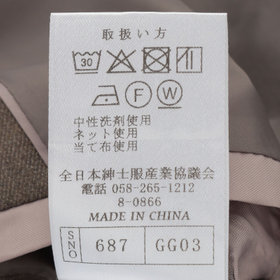 取扱い方
30
F W
中性洗剤使用
ネット使用
当て布使用
全日本紳士服産業協議会
電話 058-265-1212
8-0866
MADE IN CHINA
SNO 687 GG03